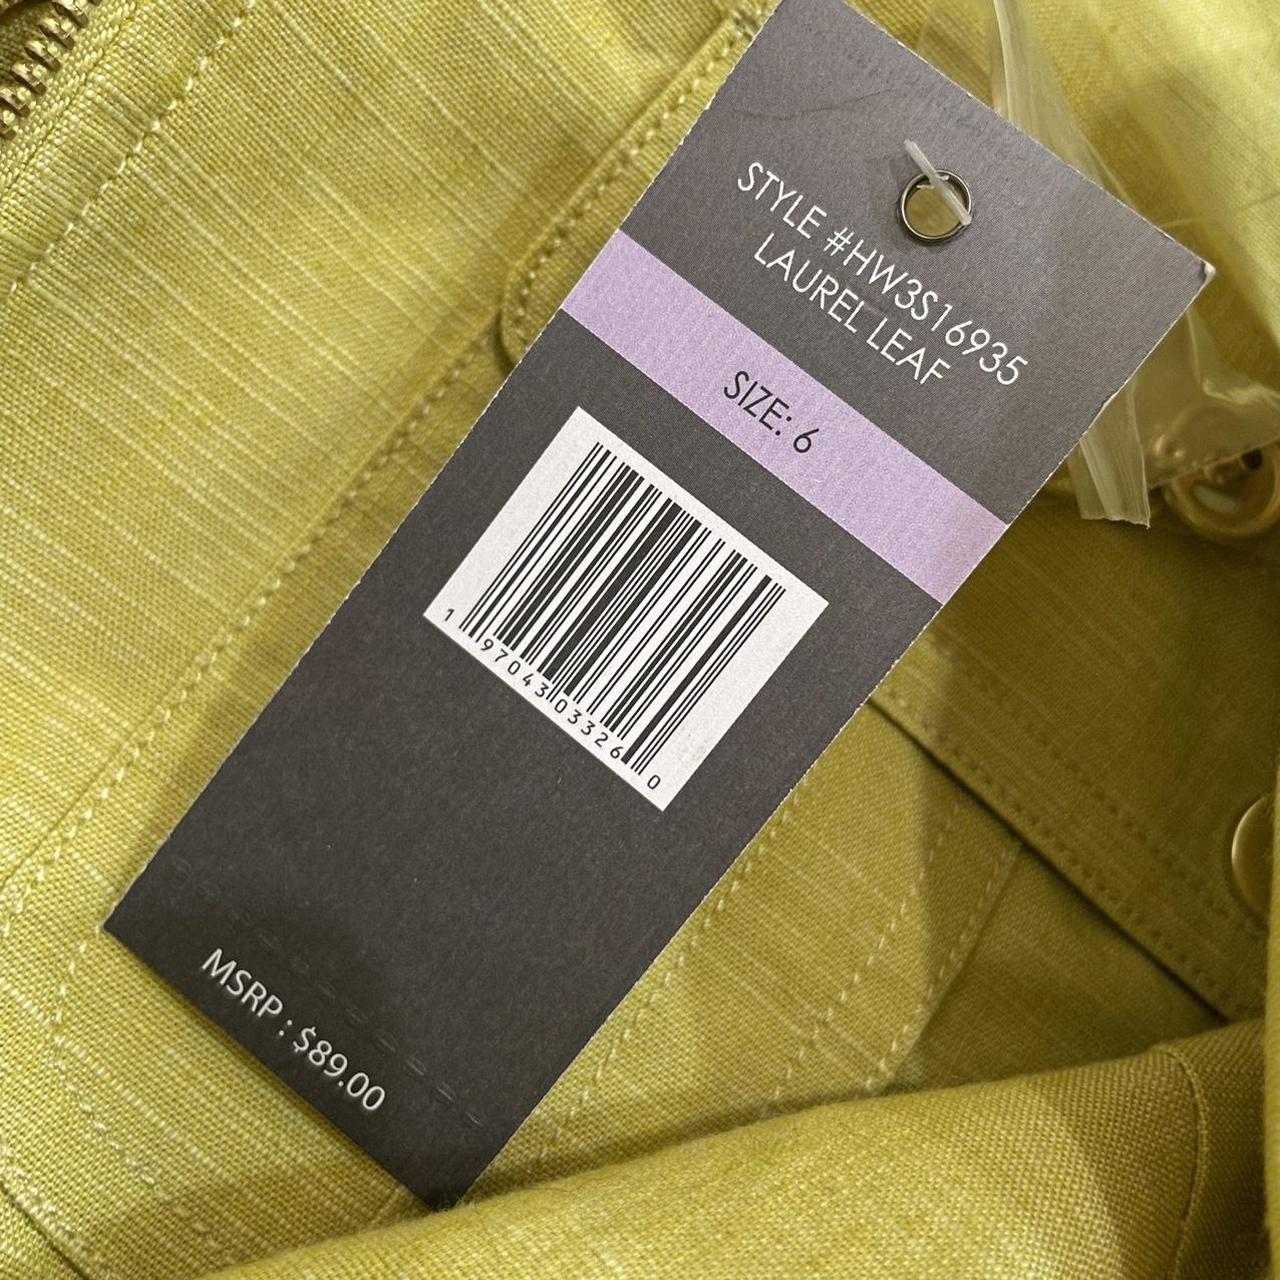 STYLE #HW3S16935
LAUREL LEAF
SIZE: 6
1 97043 03326 0
MSRP : $89.00